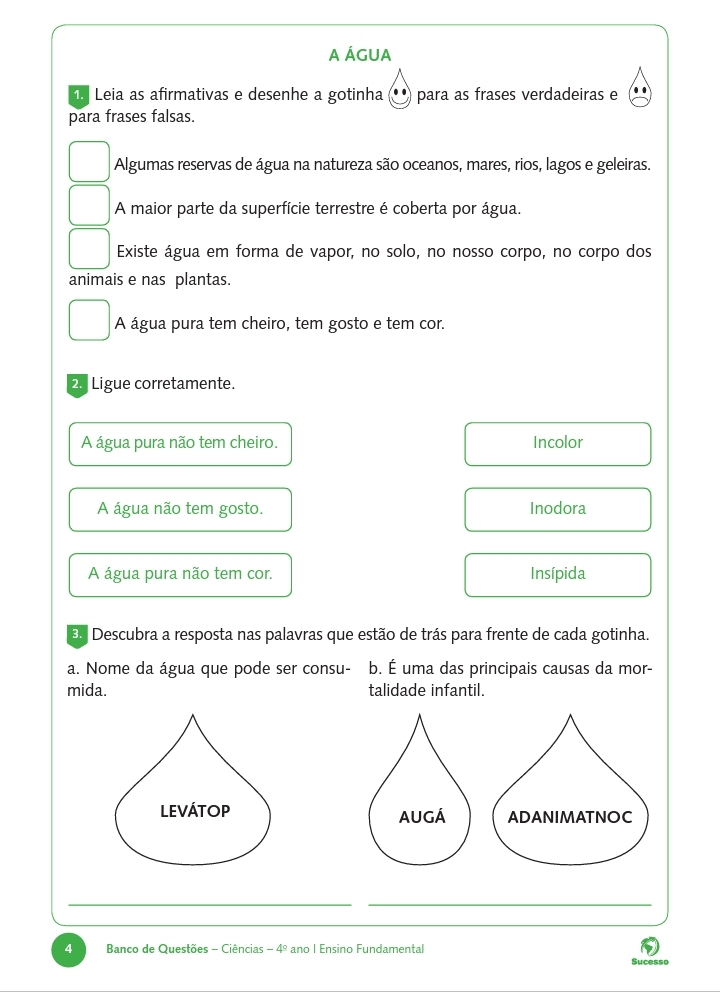 A ÁGUA
1. Leia as afirmativas e desenhe a gotinha para as frases verdadeiras e
para frases falsas.
Algumas reservas de água na natureza são oceanos, mares, rios, lagos e geleiras.
A maior parte da superfície terrestre é coberta por água.
Existe água em forma de vapor, no solo, no nosso corpo, no corpo dos
animais e nas plantas.
A água pura tem cheiro, tem gosto e tem cor.
2. Ligue corretamente.
A água pura não tem cheiro.
Incolor
A água não tem gosto.
Inodora
A água pura não tem cor.
Insípida
3. Descubra a resposta nas palavras que estão de trás para frente de cada gotinha.
a. Nome da água que pode ser consu-
mida.
b. É uma das principais causas da mor-
talidade infantil.
LEVÁTOP
AUGÁ
ADANIMATNOC
4 Banco de Questões – Ciências – 4º ano I Ensino Fundamental
Sucesso